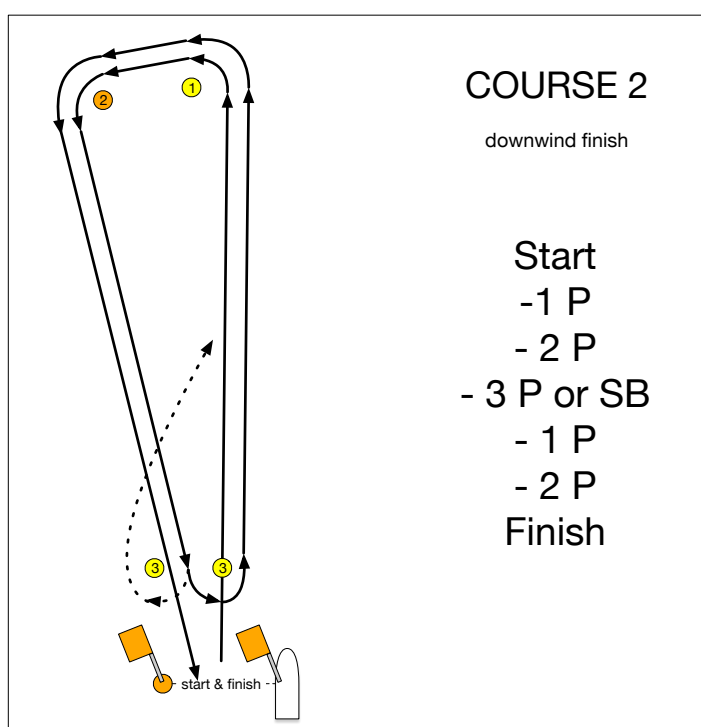 COURSE 2
downwind finish
Start
-1 P
- 2 P
- 3 P or SB
- 1 P
- 2 P
Finish
1
2
3
3
start & finish